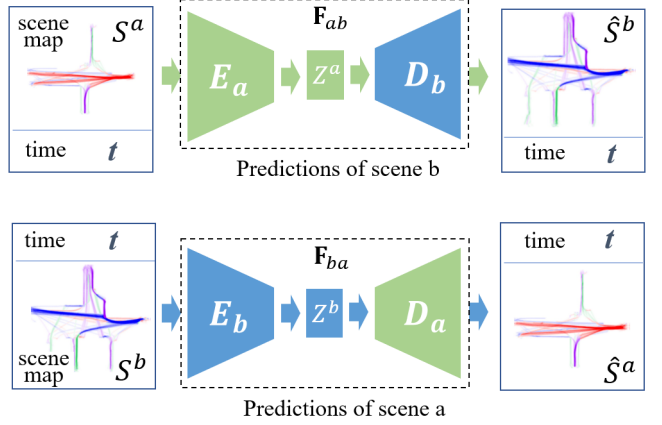 scene
map
S^a
time t
F_ab
E_a
Z^a
D_b
Ŝ^b
time t
Predictions of scene b
time t
scene
map
S^b
F_ba
E_b
Z^b
D_a
time t
Ŝ^a
Predictions of scene a